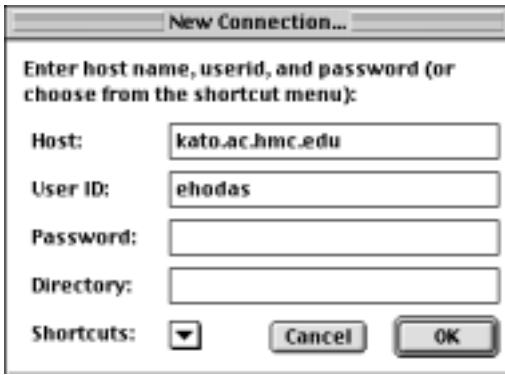 New Connection...
Enter host name, userid, and password (or
choose from the shortcut menu):
Host: kato.ac.hmc.edu
User ID: ehodas
Password:
Directory:
Shortcuts: Cancel OK